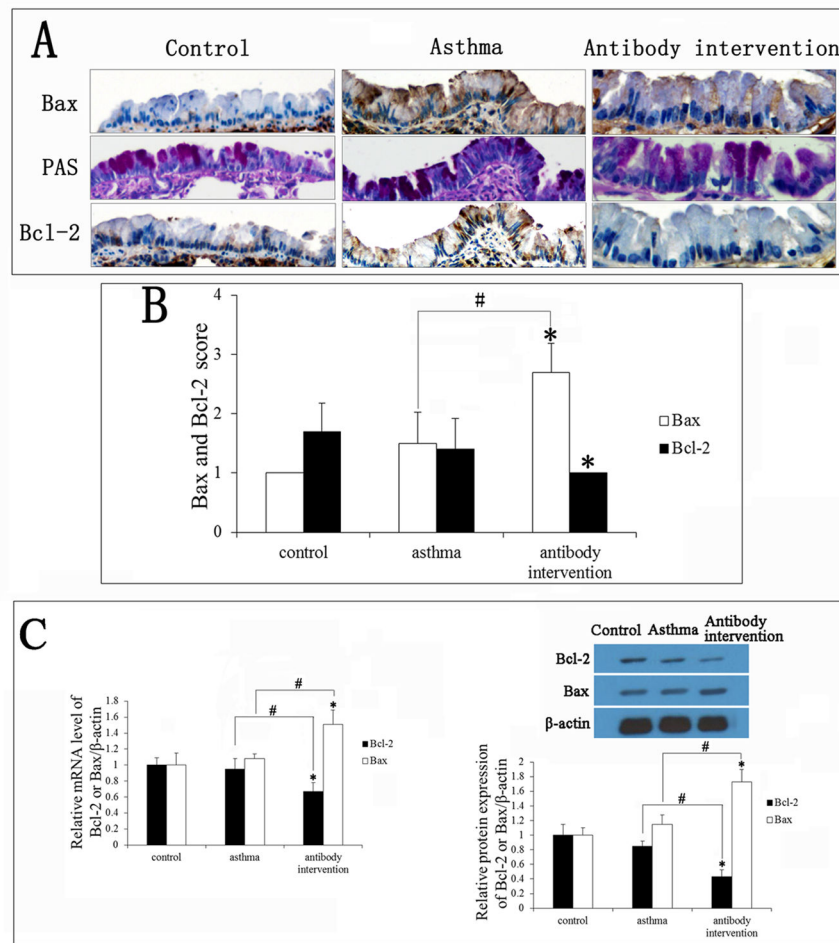 A
Control Asthma Antibody intervention
Bax
PAS
Bcl-2
B
Bax and Bcl-2 score
4
3
2
1
0
#
*
*
control asthma antibody
intervention
Bax
Bcl-2
C
Relative mRNA level of
Bcl-2 or Bax/β-actin
1.8
1.6
1.4
1.2
1
0.8
0.6
0.4
0.2
0
#
#
*
*
control asthma antibody
intervention
Bcl-2
Bax
Control Asthma Antibody
intervention
Bcl-2
Bax
β-actin
Relative protein expression
of Bcl-2 or Bax/β-actin
2
1.8
1.6
1.4
1.2
1
0.8
0.6
0.4
0.2
0
#
#
*
*
control asthma antibody
intervention
Bcl-2
Bax